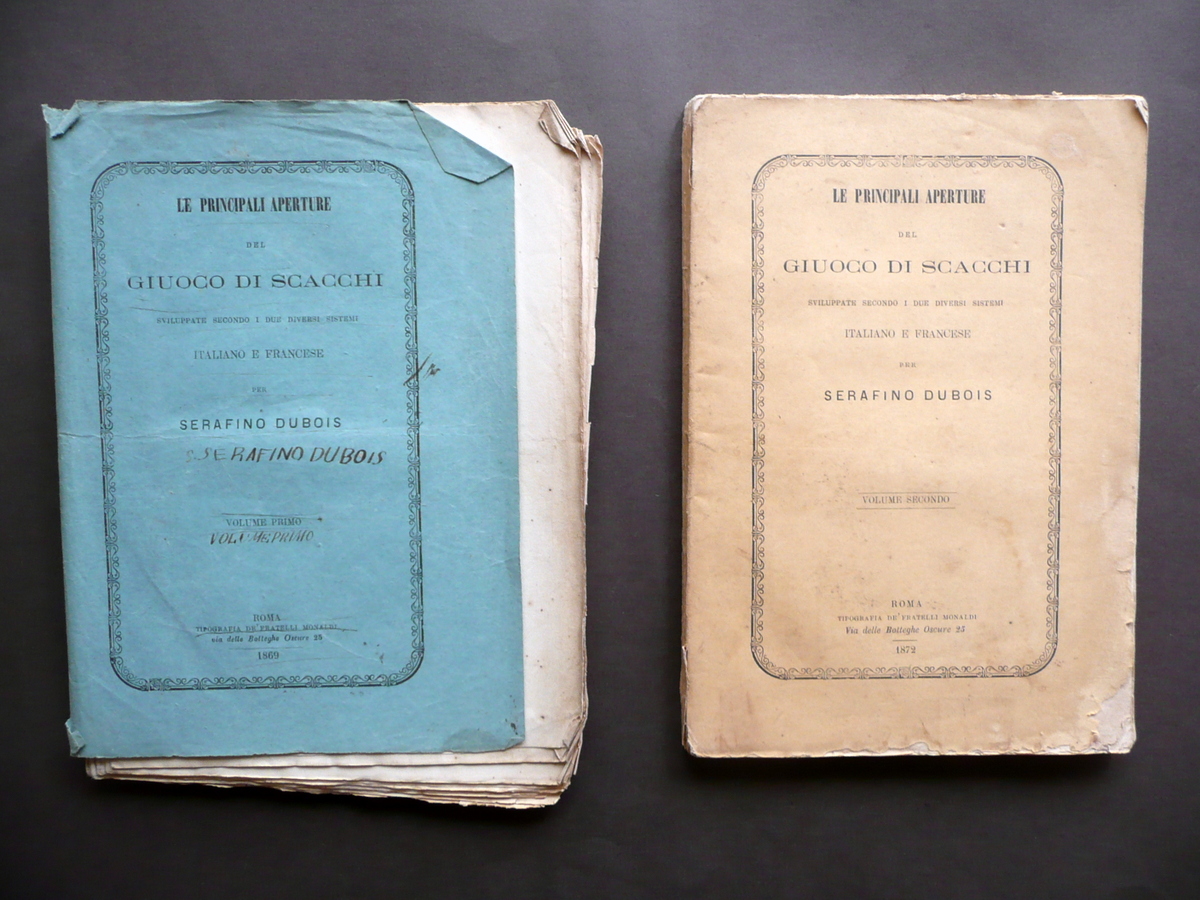 LE PRINCIPALI APERTURE
DEL
GIUOCO DI SCACCHI
SVILUPPATE SECONDO I DUE DIVERSI SISTEMI
ITALIANO E FRANCESE
PER
SERAFINO DUBOIS
SERAFINO DUBOIS
VOLUME PRIMO
VOLUME PRIMO
ROMA
TIPOGRAFIA DE' FRATELLI MONALDI
via delle Botteghe Oscure 25
1869
LE PRINCIPALI APERTURE
DEL
GIUOCO DI SCACCHI
SVILUPPATE SECONDO I DUE DIVERSI SISTEMI
ITALIANO E FRANCESE
PER
SERAFINO DUBOIS
VOLUME SECONDO
ROMA
TIPOGRAFIA DE' FRATELLI MONALDI
Via delle Botteghe Oscure 25
1872